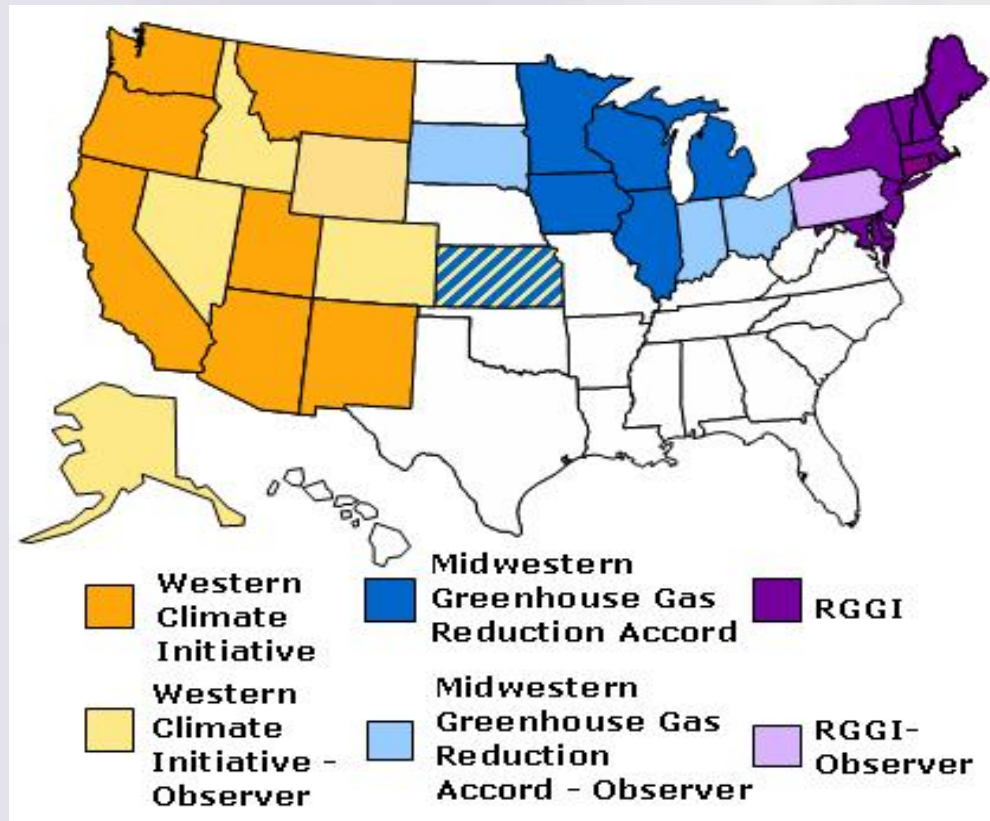 Western
Climate
Initiative
Midwestern
Greenhouse Gas
Reduction Accord
RGGI
Western
Climate
Initiative -
Observer
Midwestern
Greenhouse Gas
Reduction
Accord - Observer
RGGI-
Observer